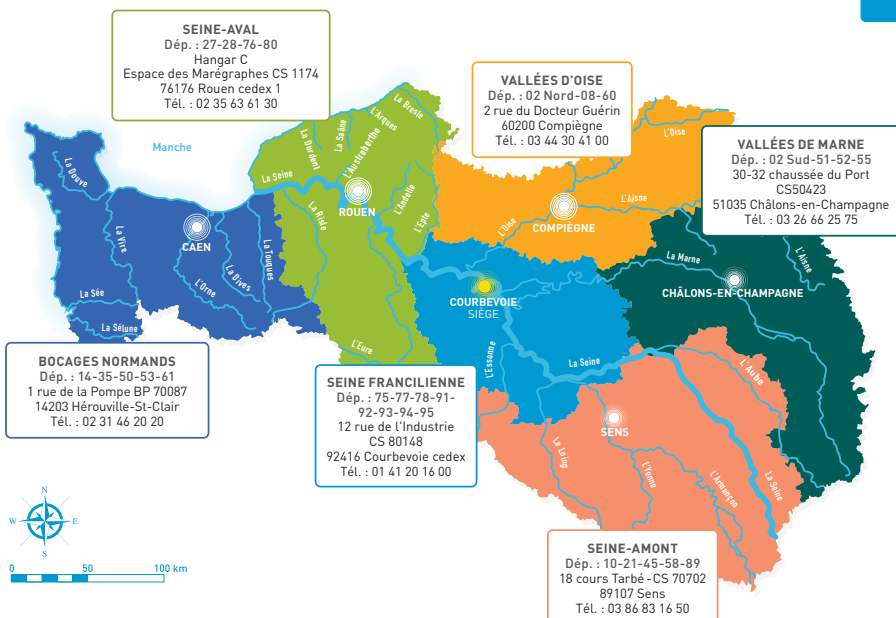 SEINE-AVAL
Dép. : 27-28-76-80
Hangar C
Espace des Marégraphes CS 1174
76176 Rouen cedex 1
Tél. : 02 35 63 61 30
VALLÉES D'OISE
Dép. : 02 Nord-08-60
2 rue du Docteur Guérin
60200 Compiègne
Tél. : 03 44 30 41 00
VALLÉES DE MARNE
Dép. : 02 Sud-51-52-55
30-32 chaussée du Port
CS50423
51035 Châlons-en-Champagne
Tél. : 03 26 66 25 75
Manche
La Douve
La Vire
La Sée
La Sélune
CAEN
L'Orne
La Dives
La Touques
La Seine
La Durdent
La Saâne
L'Austreberthe
L'Arques
La Bresle
ROUEN
La Risle
L'Andelle
L'Epte
L'Eure
L'Oise
L'Oise
L'Aisne
COMPIÈGNE
La Marne
L'Aisne
CHÂLONS-EN-CHAMPAGNE
COURBEVOIE
SIÈGE
L'Essonne
La Seine
L'Aube
SENS
Le Loing
L'Yonne
L'Armançon
La Seine
BOCAGES NORMANDS
Dép. : 14-35-50-53-61
1 rue de la Pompe BP 70087
14203 Hérouville-St-Clair
Tél. : 02 31 46 20 20
SEINE FRANCILIENNE
Dép. : 75-77-78-91-
92-93-94-95
12 rue de l'Industrie
CS 80148
92416 Courbevoie cedex
Tél. : 01 41 20 16 00
SEINE-AMONT
Dép. : 10-21-45-58-89
18 cours Tarbé -CS 70702
89107 Sens
Tél. : 03 86 83 16 50
N
W
E
S
0 50 100 km